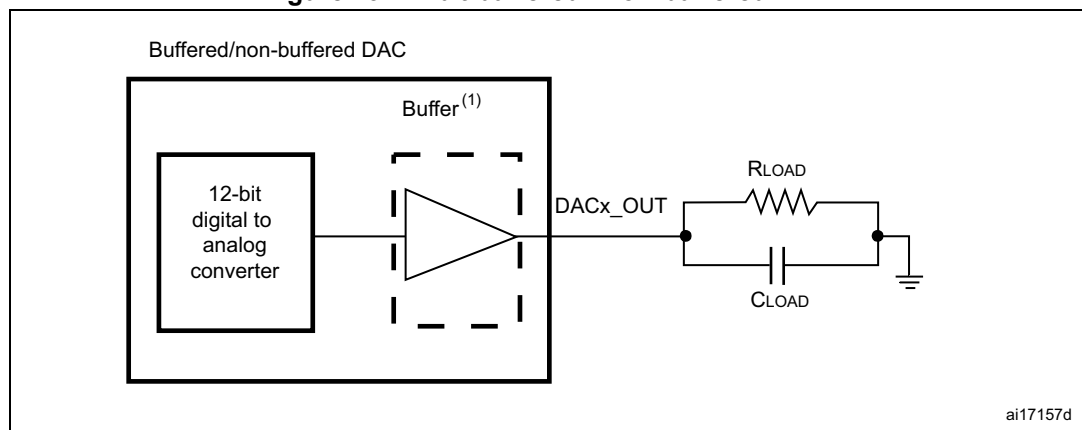 Buffered/non-buffered DAC
Buffer(1)
12-bit
digital to
analog
converter
DACx_OUT
RLOAD
CLOAD
ai17157d